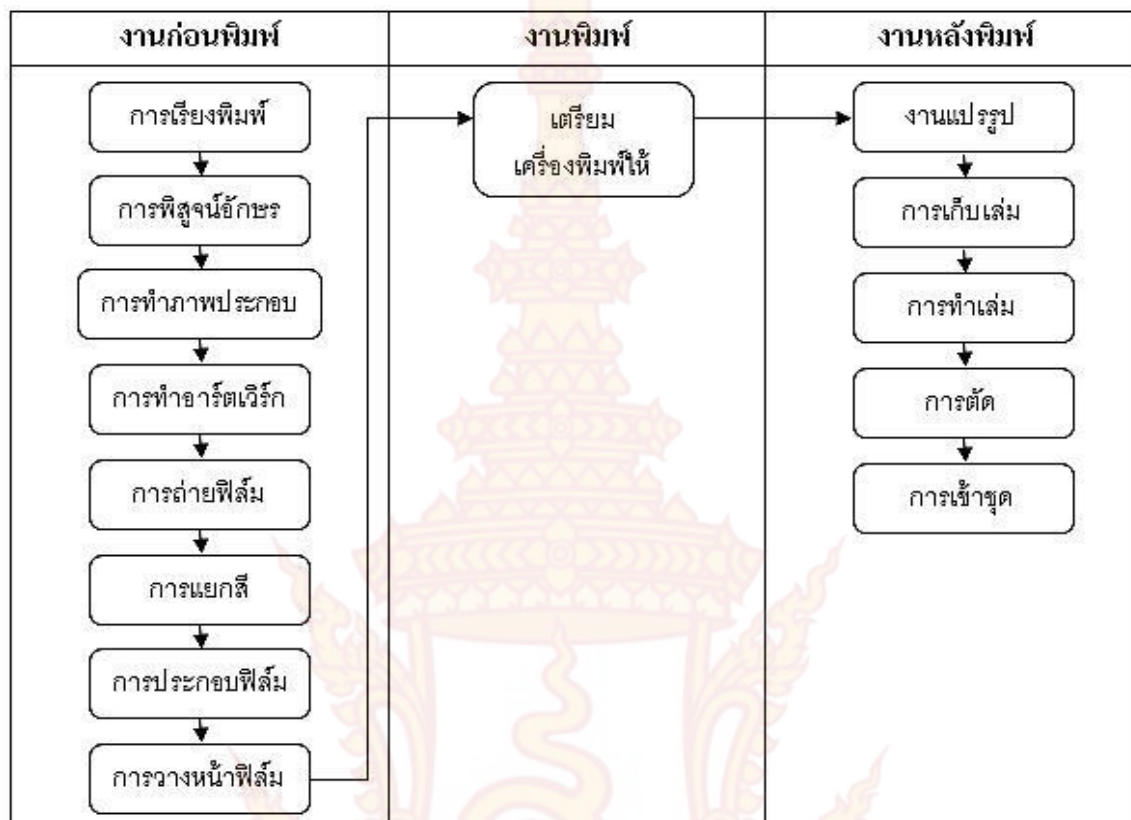 งานก่อนพิมพ์
งานพิมพ์
งานหลังพิมพ์
การเรียงพิมพ์
การพิสูจน์อักษร
การทำภาพประกอบ
การทำอาร์ตเวิร์ก
การถ่ายฟิล์ม
การแยกสี
การประกอบฟิล์ม
การวางหน้าฟิล์ม
เตรียม
เครื่องพิมพ์ให้
งานแปรรูป
การเก็บเล่ม
การทำเล่ม
การตัด
การเข้าชุด